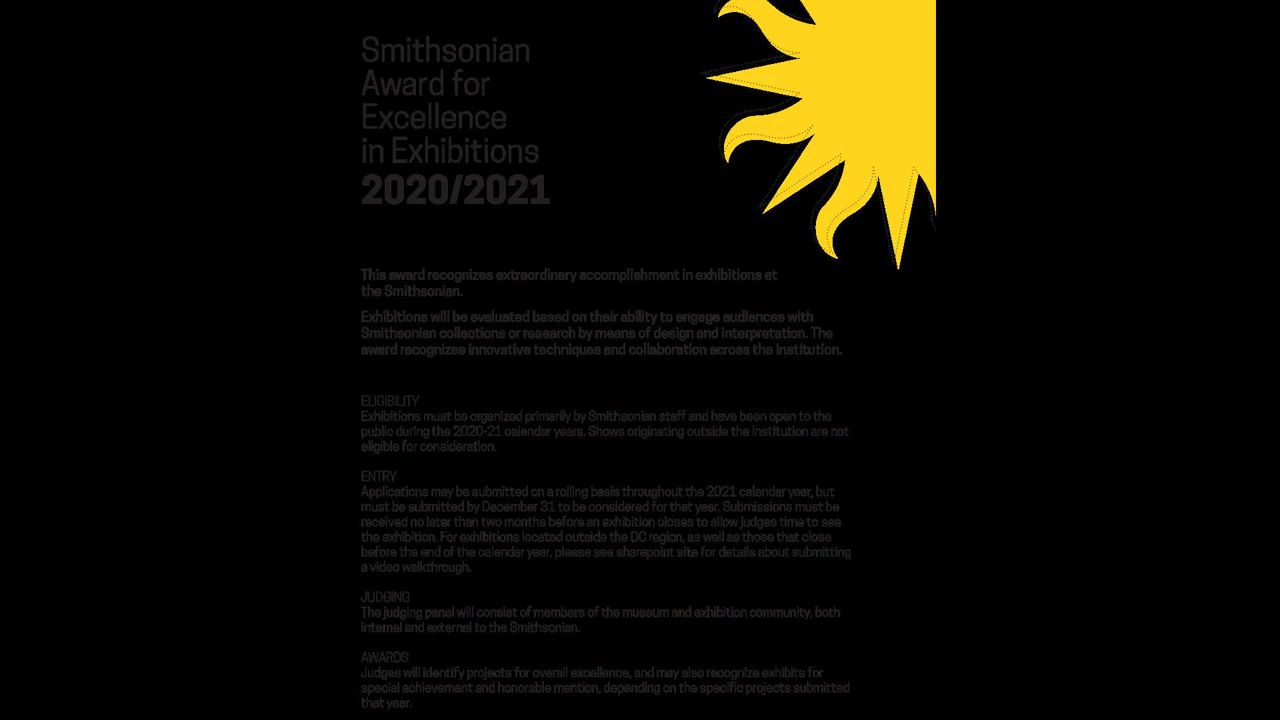 Smithsonian
Award for
Excellence
in Exhibitions
2020/2021
This award recognizes extraordinary accomplishment in exhibitions at
the Smithsonian.
Exhibitions will be evaluated based on their ability to engage audiences with
Smithsonian collections or research by means of design and interpretation. The
award recognizes innovative techniques and collaboration across the Institution.
ELIGIBILITY
Exhibitions must be organized primarily by Smithsonian staff and have been open to the
public during the 2020-21 calendar years. Shows originating outside the Institution are not
eligible for consideration.
ENTRY
Applications may be submitted on a rolling basis throughout the 2021 calendar year, but
must be submitted by December 31 to be considered for that year. Submissions must be
received no later than two months before an exhibition closes to allow judges time to see
the exhibition. For exhibitions located outside the DC region, as well as those that close
before the end of the calendar year, please see sharepoint site for details about submitting
a video walkthrough.
JUDGING
The judging panel will consist of members of the museum and exhibition community, both
internal and external to the Smithsonian.
AWARDS
Judges will identify projects for overall excellence, and may also recognize exhibits for
special achievement and honorable mention, depending on the specific projects submitted
that year.